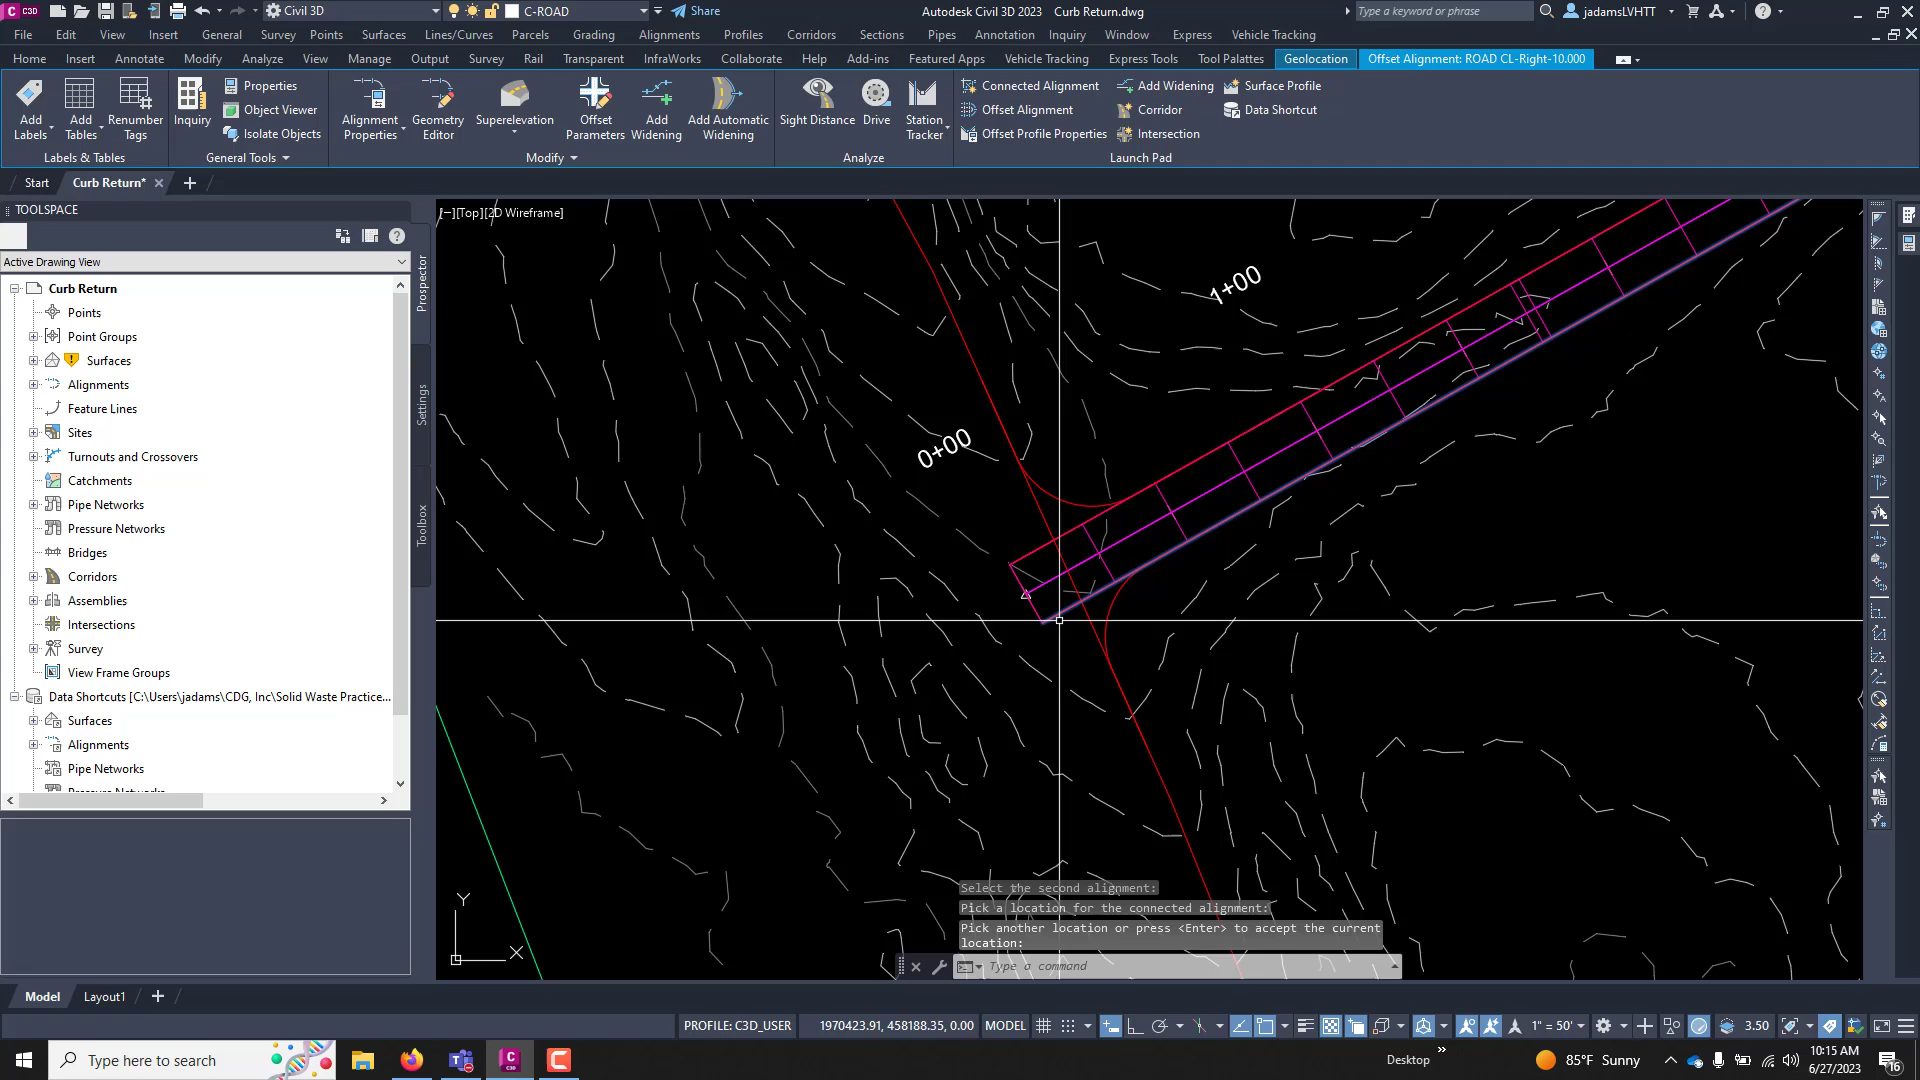 C3D
Civil 3D
C-ROAD
Share
Autodesk Civil 3D 2023 Curb Return.dwg
Type a keyword or phrase
jadamsLVHTT
File Edit View Insert General Survey Points Surfaces Lines/Curves Parcels Grading Alignments Profiles Corridors Sections Pipes Annotation Inquiry Window Express Vehicle Tracking
Home Insert Annotate Modify Analyze View Manage Output Survey Rail Transparent InfraWorks Collaborate Help Add-ins Featured Apps Vehicle Tracking Express Tools Tool Palettes Geolocation Offset Alignment: ROAD CL-Right-10.000
Add Labels
Add Tables
Renumber Tags
Labels & Tables
Inquiry
Properties
Object Viewer
Isolate Objects
General Tools
Alignment Properties
Geometry Editor
Superelevation
Offset Parameters
Add Widening
Add Automatic Widening
Modify
Sight Distance
Drive
Station Tracker
Analyze
Connected Alignment
Offset Alignment
Offset Profile Properties
Add Widening
Corridor
Intersection
Surface Profile
Data Shortcut
Launch Pad
Start
Curb Return*
TOOLSPACE
Active Drawing View
Curb Return
Points
Point Groups
Surfaces
Alignments
Feature Lines
Sites
Turnouts and Crossovers
Catchments
Pipe Networks
Pressure Networks
Bridges
Corridors
Assemblies
Intersections
Survey
View Frame Groups
Data Shortcuts [C:\Users\jadams\CDG, Inc\Solid Waste Practice...
Surfaces
Alignments
Pipe Networks
Pressure Networks
Prospector
Settings
Toolbox
[−][Top][2D Wireframe]
1+00
0+00
Y
X
Select the second alignment:
Pick a location for the connected alignment:
Pick another location or press <Enter> to accept the current
location:
Type a command
Model
Layout1
PROFILE: C3D_USER
1970423.91, 458188.35, 0.00
MODEL
1" = 50'
3.50
Type here to search
C3D
Desktop
85°F Sunny
10:15 AM
6/27/2023
16